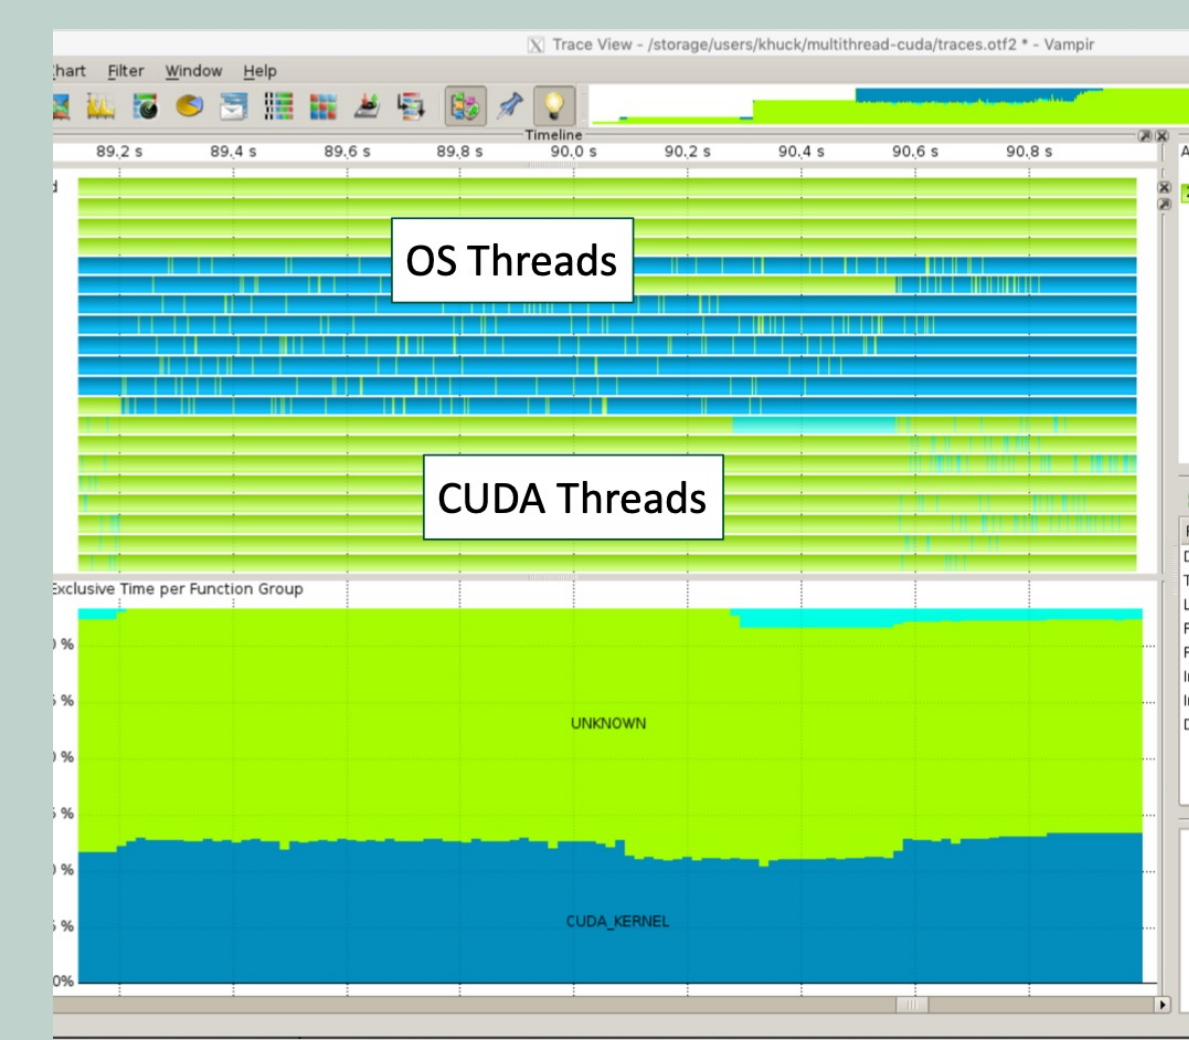 Trace View - /storage/users/khuck/multithread-cuda/traces.otf2 * - Vampir
hart Filter Window Help
Timeline
89.2 s 89.4 s 89.6 s 89.8 s 90.0 s 90.2 s 90.4 s 90.6 s 90.8 s
OS Threads
CUDA Threads
Exclusive Time per Function Group
%
%
UNKNOWN
%
%
%
CUDA_KERNEL
%
0%